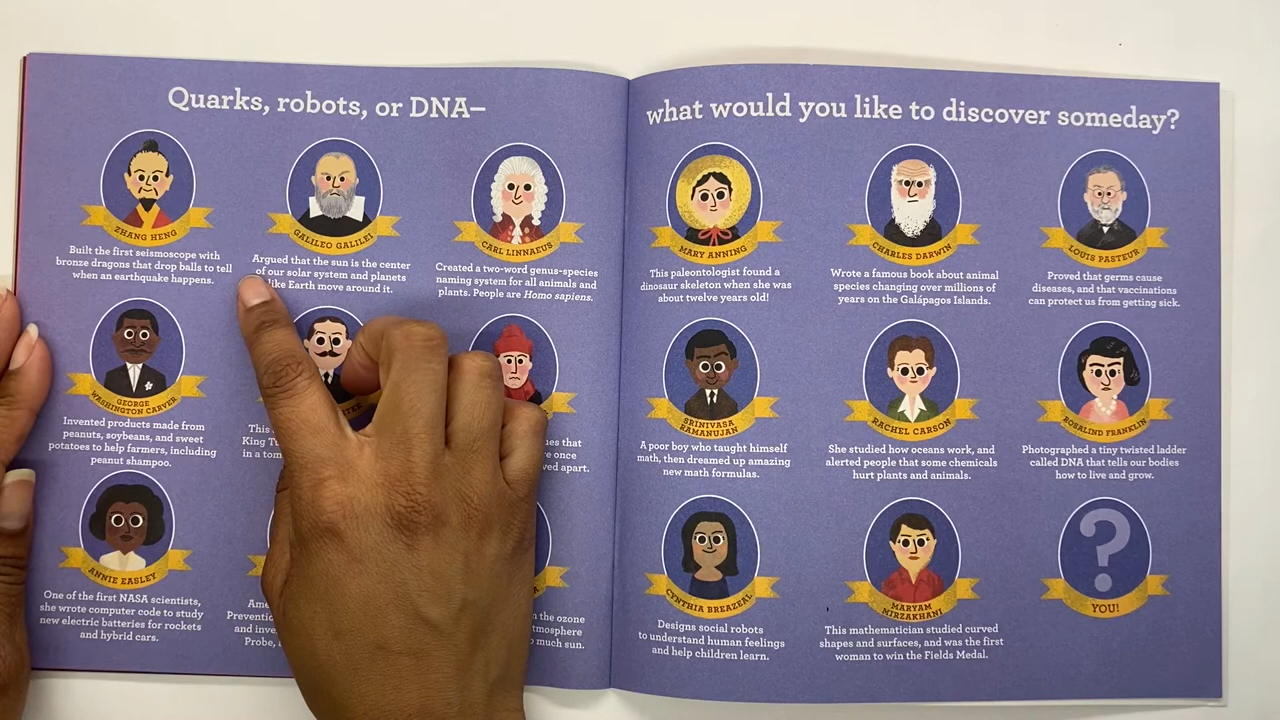 Quarks, robots, or DNA—
ZHANG HENG
Built the first seismoscope with
bronze dragons that drop balls to tell
when an earthquake happens.
GALILEO GALILEI
Argued that the sun is the center
of our solar system and planets
like Earth move around it.
CARL LINNAEUS
Created a two-word genus-species
naming system for all animals and
plants. People are Homo sapiens.
GEORGE
WASHINGTON CARVER
Invented products made from
peanuts, soybeans, and sweet
potatoes to help farmers, including
peanut shampoo.
This
King
in a
that
once
apart.
ANNIE EASLEY
One of the first NASA scientists,
she wrote computer code to study
new electric batteries for rockets
and hybrid cars.
and
Probe,
the ozone
much sun.
what would you like to discover someday?
MARY ANNING
This paleontologist found a
dinosaur skeleton when she was
about twelve years old!
CHARLES DARWIN
Wrote a famous book about animal
species changing over millions of
years on the Galápagos Islands.
LOUIS PASTEUR
Proved that germs cause
diseases, and that vaccinations
can protect us from getting sick.
SRINIVASA
RAMANUJAN
A poor boy who taught himself
math, then dreamed up amazing
new math formulas.
RACHEL CARSON
She studied how oceans work, and
alerted people that some chemicals
hurt plants and animals.
ROSALIND FRANKLIN
Photographed a tiny twisted ladder
called DNA that tells our bodies
how to live and grow.
CYNTHIA BREAZEAL
Designs social robots
to understand human feelings
and help children learn.
MARYAM
MIRZAKHANI
This mathematician studied curved
shapes and surfaces, and was the first
woman to win the Fields Medal.
?
YOU!